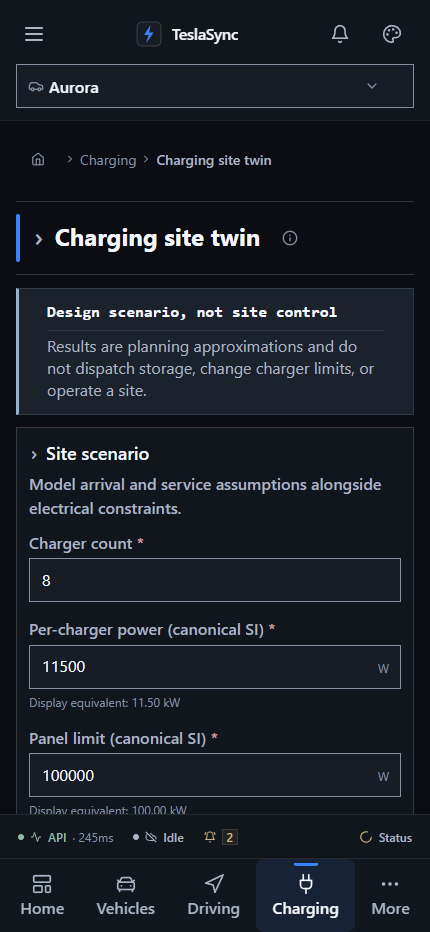 TeslaSync
Aurora
Charging
Charging site twin
Charging site twin
Design scenario, not site control
Results are planning approximations and do
not dispatch storage, change charger limits, or
operate a site.
Site scenario
Model arrival and service assumptions alongside
electrical constraints.
Charger count *
8
Per-charger power (canonical SI) *
11500 W
Display equivalent: 11.50 kW
Panel limit (canonical SI) *
100000 W
Display equivalent: 100.00 kW
API · 245ms Idle 2 Status
Home Vehicles Driving Charging More